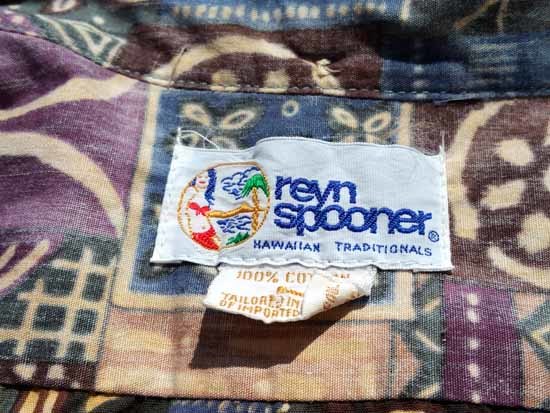 reyn
spooner®
HAWAIIAN TRADITIONALS
100% COTTON
TAILORED IN
OF IMPORTED